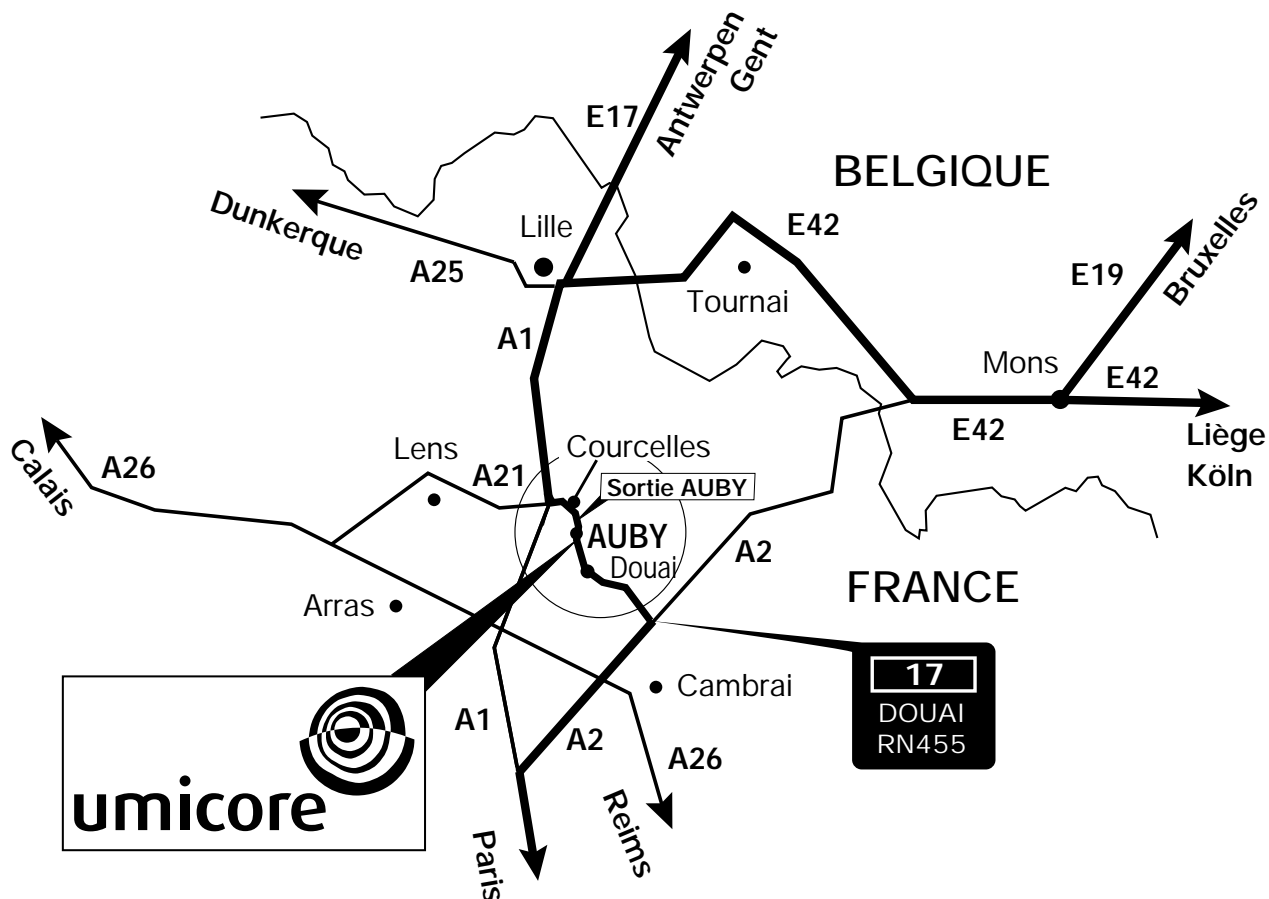 Antwerpen
Gent
E17
BELGIQUE
Dunkerque
Lille
E42
Bruxelles
A25
E19
Tournai
A1
Mons
E42
E42
Liège
Köln
Calais
A26
Lens
A21
Courcelles
Sortie AUBY
AUBY
Douai
A2
FRANCE
Arras
17
DOUAI
RN455
Cambrai
A1
A2
A26
umicore
Reims
Paris